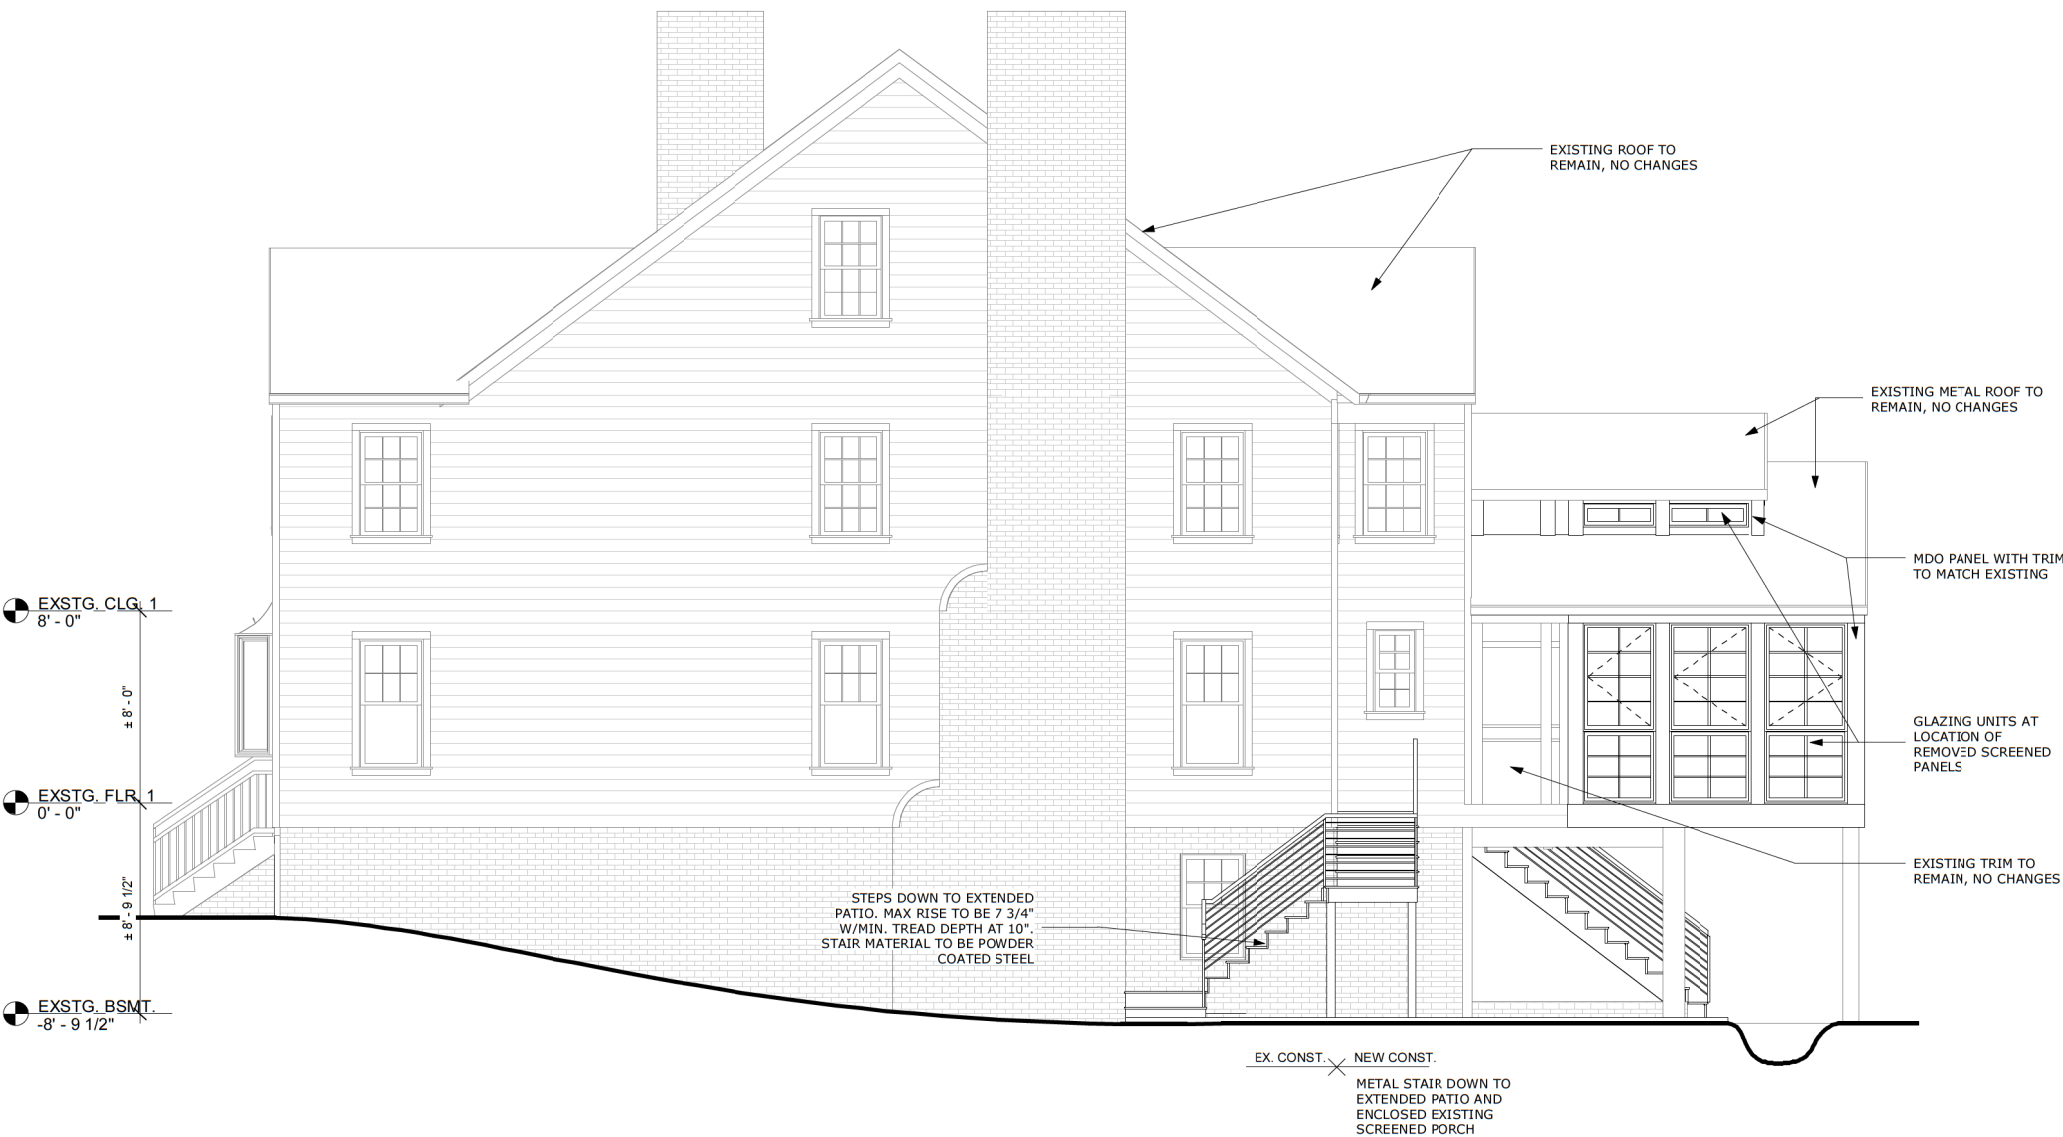 EXISTING ROOF TO
REMAIN, NO CHANGES
EXISTING METAL ROOF TO
REMAIN, NO CHANGES
MDO PANEL WITH TRIM
TO MATCH EXISTING
EXSTG. CLG. 1
8' - 0"
± 8' - 0"
GLAZING UNITS AT
LOCATION OF
REMOVED SCREENED
PANELS
EXSTG. FLR. 1
0' - 0"
EXISTING TRIM TO
REMAIN, NO CHANGES
± 8' - 9 1/2"
STEPS DOWN TO EXTENDED
PATIO. MAX RISE TO BE 7 3/4"
W/MIN. TREAD DEPTH AT 10".
STAIR MATERIAL TO BE POWDER
COATED STEEL
EXSTG. BSMT.
-8' - 9 1/2"
EX. CONST.
NEW CONST.
METAL STAIR DOWN TO
EXTENDED PATIO AND
ENCLOSED EXISTING
SCREENED PORCH